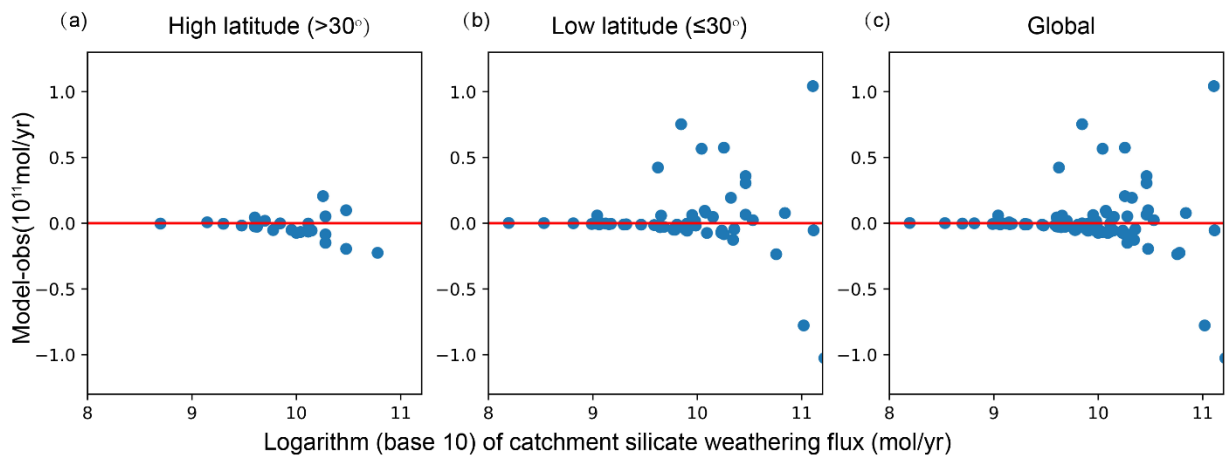 (a) High latitude (>30°)
(b) Low latitude (≤30°)
(c) Global
Model-obs(10¹¹mol/yr)
1.0
0.5
0.0
−0.5
−1.0
8 9 10 11
1.0
0.5
0.0
−0.5
−1.0
8 9 10 11
1.0
0.5
0.0
−0.5
−1.0
8 9 10 11
Logarithm (base 10) of catchment silicate weathering flux (mol/yr)